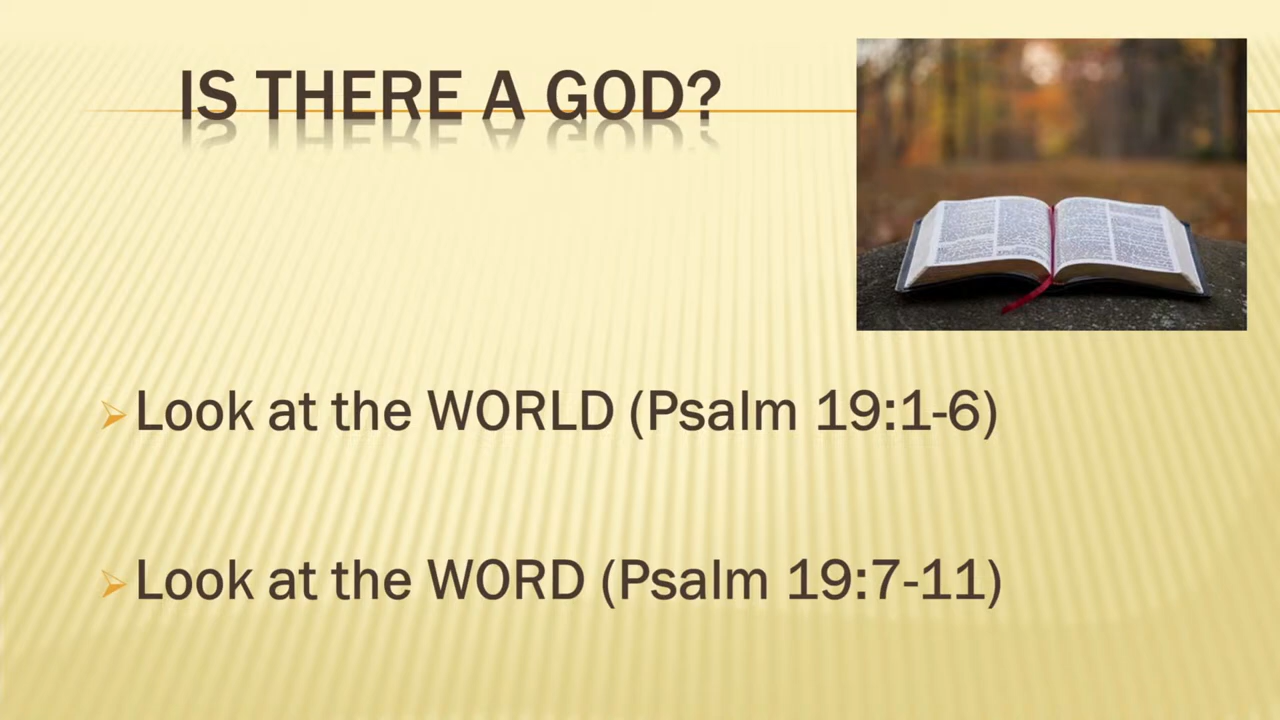 IS THERE A GOD?
Look at the WORLD (Psalm 19:1-6)
Look at the WORD (Psalm 19:7-11)